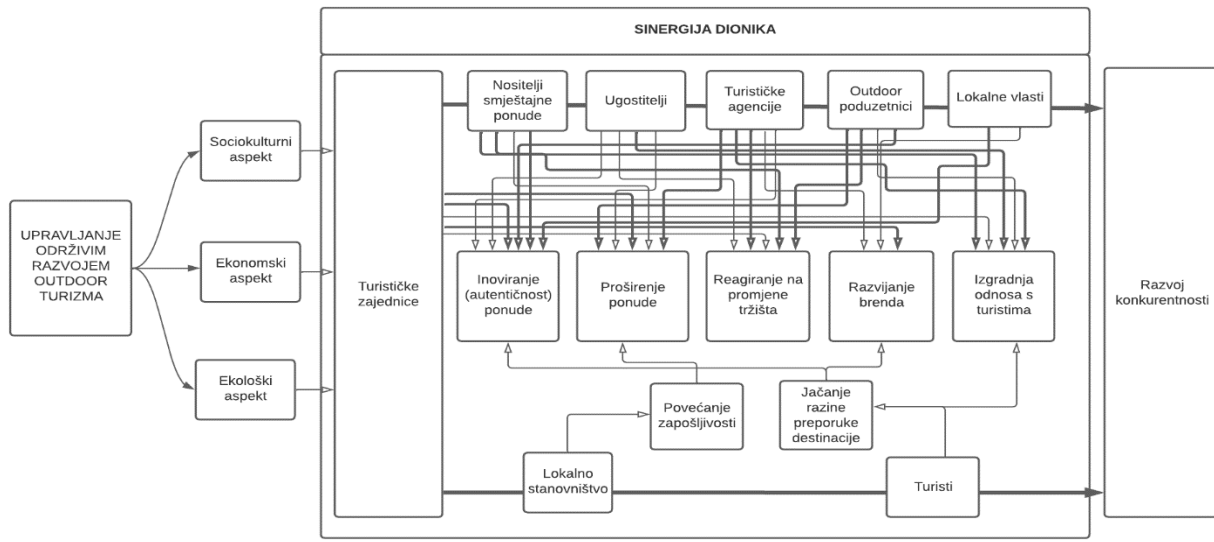 SINERGIJA DIONIKA
Nositelji
smještajne
ponude
Ugostitelji
Turističke
agencije
Outdoor
poduzetnici
Lokalne vlasti
Sociokulturni
aspekt
UPRAVLJANJE
ODRŽIVIM
RAZVOJEM
OUTDOOR
TURIZMA
Ekonomski
aspekt
Ekološki
aspekt
Turističke
zajednice
Inoviranje
(autentičnost)
ponude
Proširenje
ponude
Reagiranje na
promjene
tržišta
Razvijanje
brenda
Izgradnja
odnosa s
turistima
Razvoj
konkurentnosti
Povećanje
zapošljivosti
Jačanje
razine
preporuke
destinacije
Lokalno
stanovništvo
Turisti